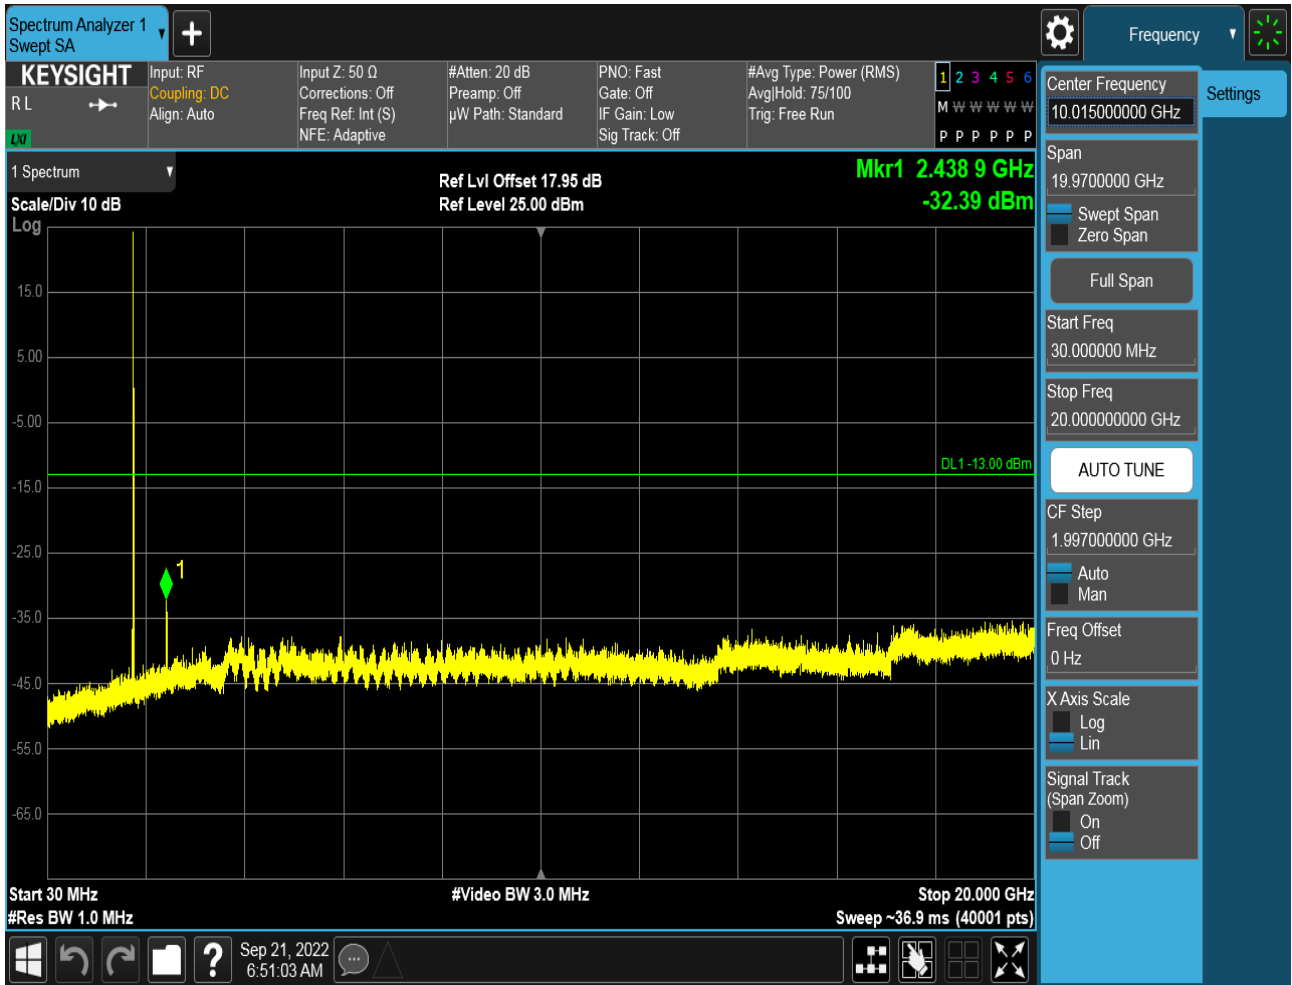 Spectrum Analyzer 1
Swept SA
Frequency
KEYSIGHT
R L
LXI
Input: RF
Coupling: DC
Align: Auto
Input Z: 50 Ω
Corrections: Off
Freq Ref: Int (S)
NFE: Adaptive
#Atten: 20 dB
Preamp: Off
µW Path: Standard
PNO: Fast
Gate: Off
IF Gain: Low
Sig Track: Off
#Avg Type: Power (RMS)
Avg|Hold: 75/100
Trig: Free Run
1 2 3 4 5 6
M W W W W W
P P P P P P
1 Spectrum
Scale/Div 10 dB
Log
Ref Lvl Offset 17.95 dB
Ref Level 25.00 dBm
Mkr1 2.438 9 GHz
-32.39 dBm
15.0
5.00
-5.00
-15.0
-25.0
-35.0
-45.0
-55.0
-65.0
DL1 -13.00 dBm
1
Start 30 MHz
#Res BW 1.0 MHz
#Video BW 3.0 MHz
Stop 20.000 GHz
Sweep ~36.9 ms (40001 pts)
Sep 21, 2022
6:51:03 AM
Center Frequency
10.015000000 GHz
Settings
Span
19.9700000 GHz
Swept Span
Zero Span
Full Span
Start Freq
30.000000 MHz
Stop Freq
20.000000000 GHz
AUTO TUNE
CF Step
1.997000000 GHz
Auto
Man
Freq Offset
0 Hz
X Axis Scale
Log
Lin
Signal Track
(Span Zoom)
On
Off